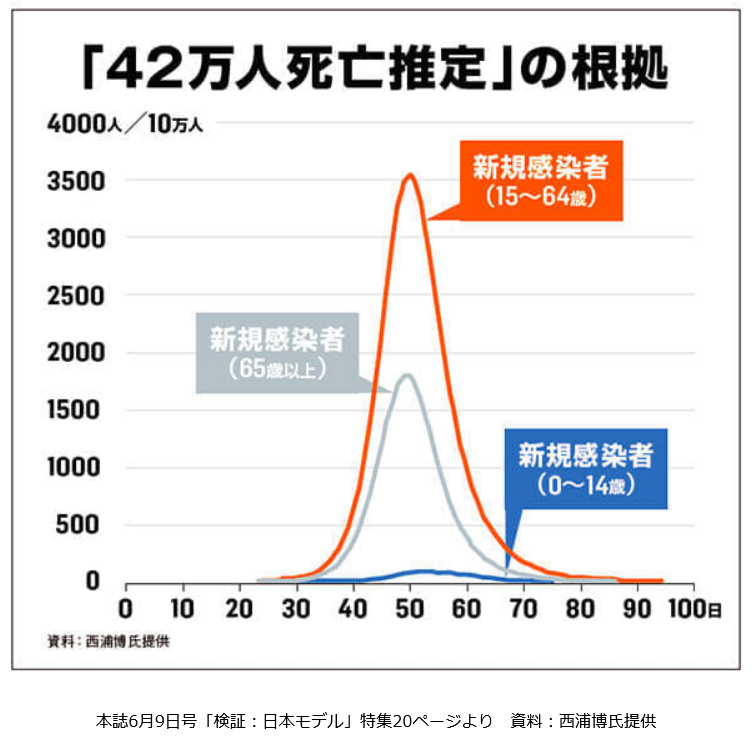 「42万人死亡推定」の根拠
4000人／10万人
新規感染者
(15〜64歳)
3500
3000
2500
新規感染者
(65歳以上)
2000
1500
新規感染者
(0〜14歳)
1000
500
0
0 10 20 30 40 50 60 70 80 90 100日
資料：西浦博氏提供
本誌6月9日号「検証：日本モデル」特集20ページより　資料：西浦博氏提供